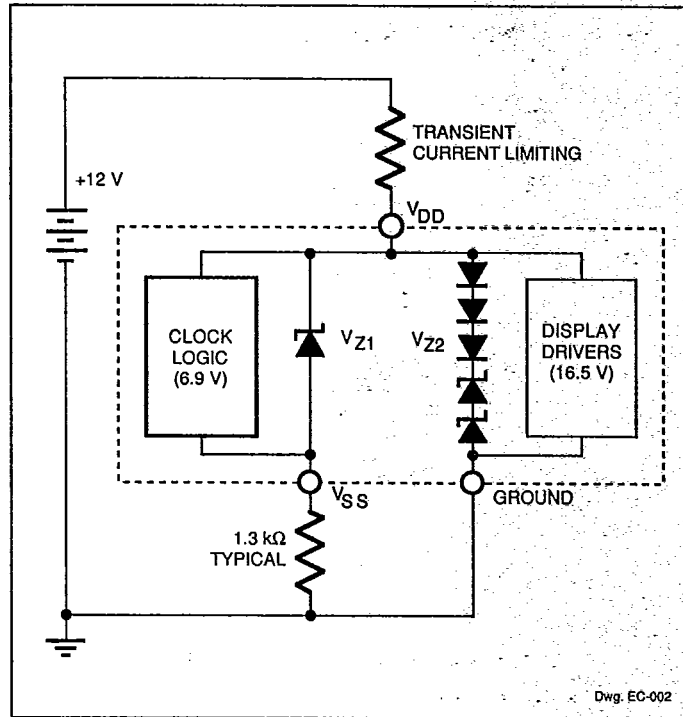 TRANSIENT
CURRENT LIMITING
+12 V
VDD
CLOCK
LOGIC
(6.9 V)
VZ1
VZ2
DISPLAY
DRIVERS
(16.5 V)
VSS
GROUND
1.3 kΩ
TYPICAL
Dwg. EC-002